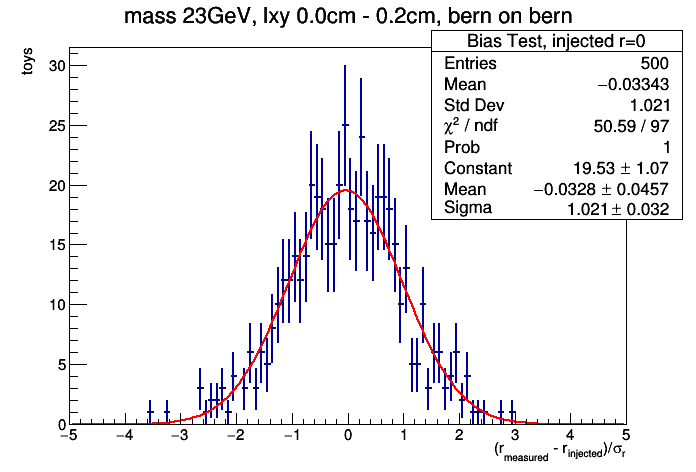 mass 23GeV, lxy 0.0cm - 0.2cm, bern on bern
Bias Test, injected r=0
Entries 500
Mean −0.03343
Std Dev 1.021
χ² / ndf 50.59 / 97
Prob 1
Constant 19.53 ± 1.07
Mean −0.0328 ± 0.0457
Sigma 1.021 ± 0.032
toys
30
25
20
15
10
5
0
−5 −4 −3 −2 −1 0 1 2 3 4 5
(r_measured - r_injected)/σ_r